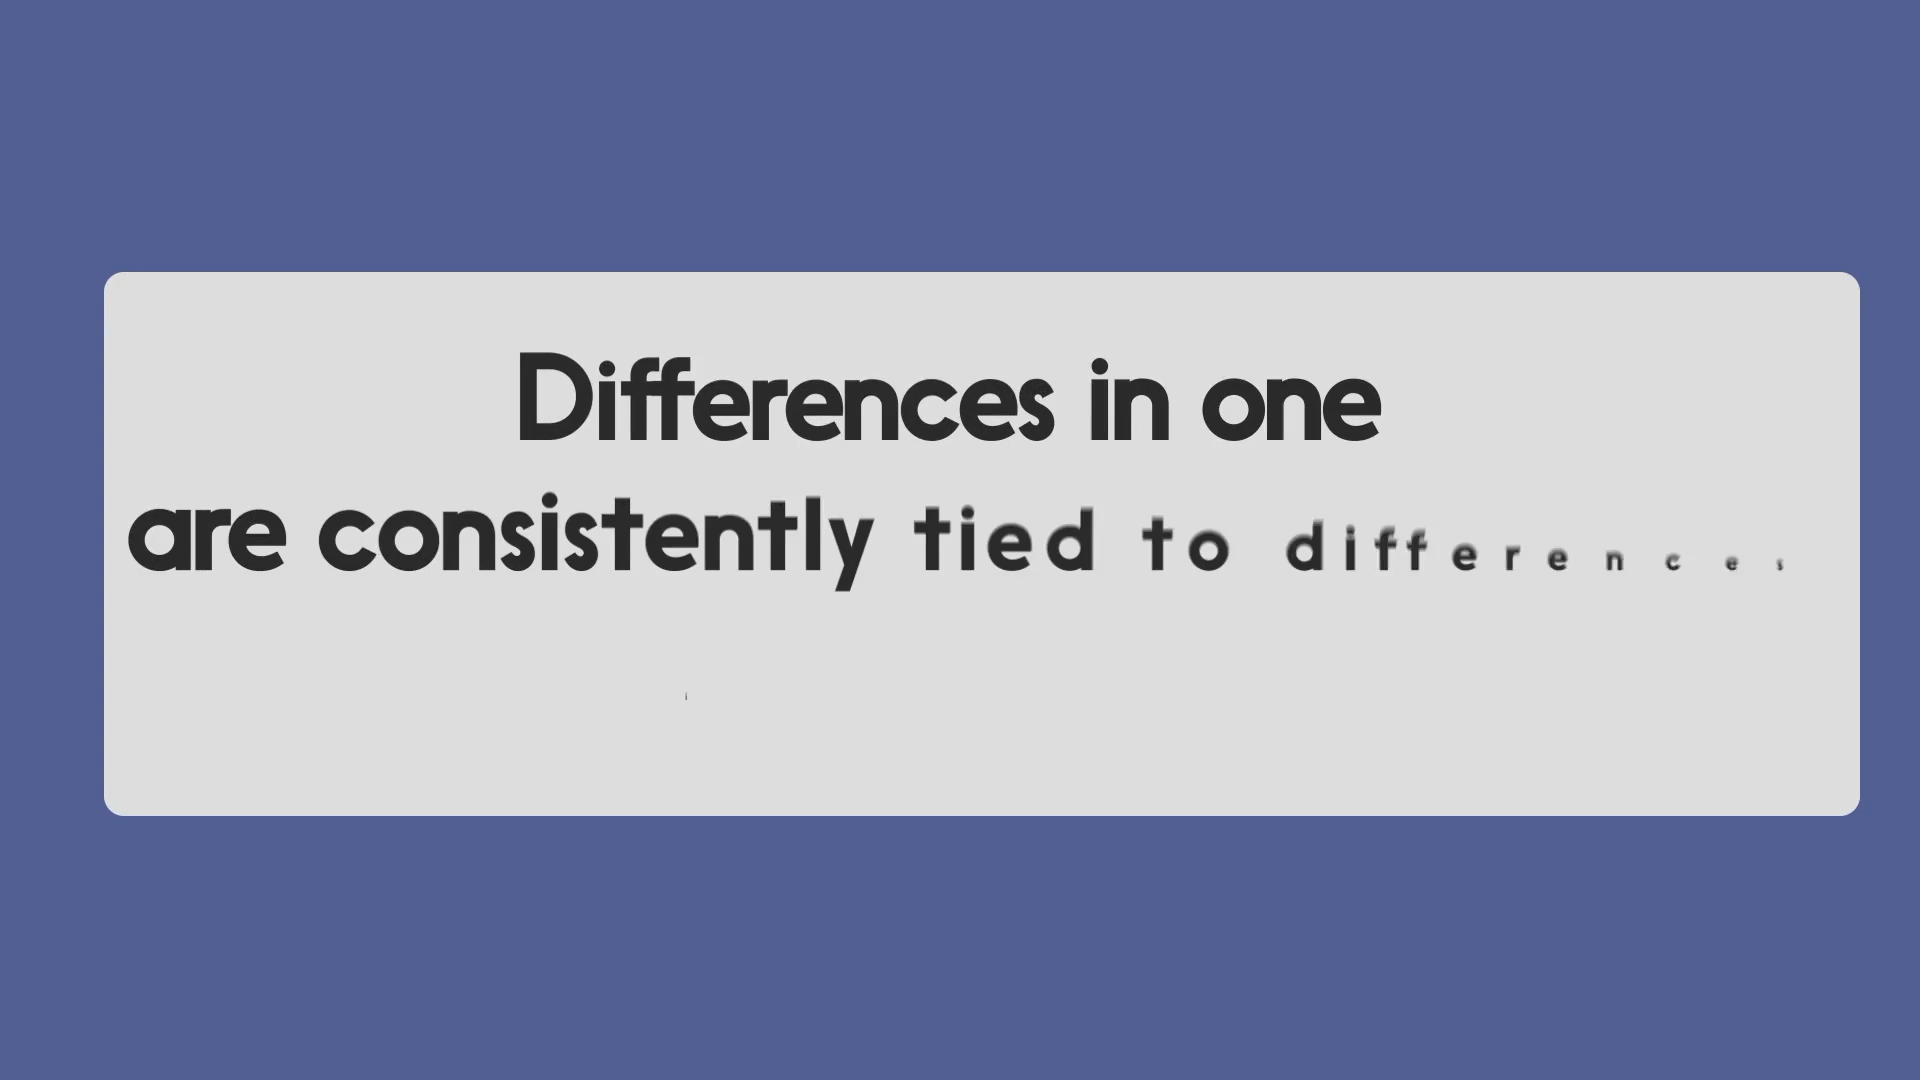 Differences in one
are consistently tied to differences